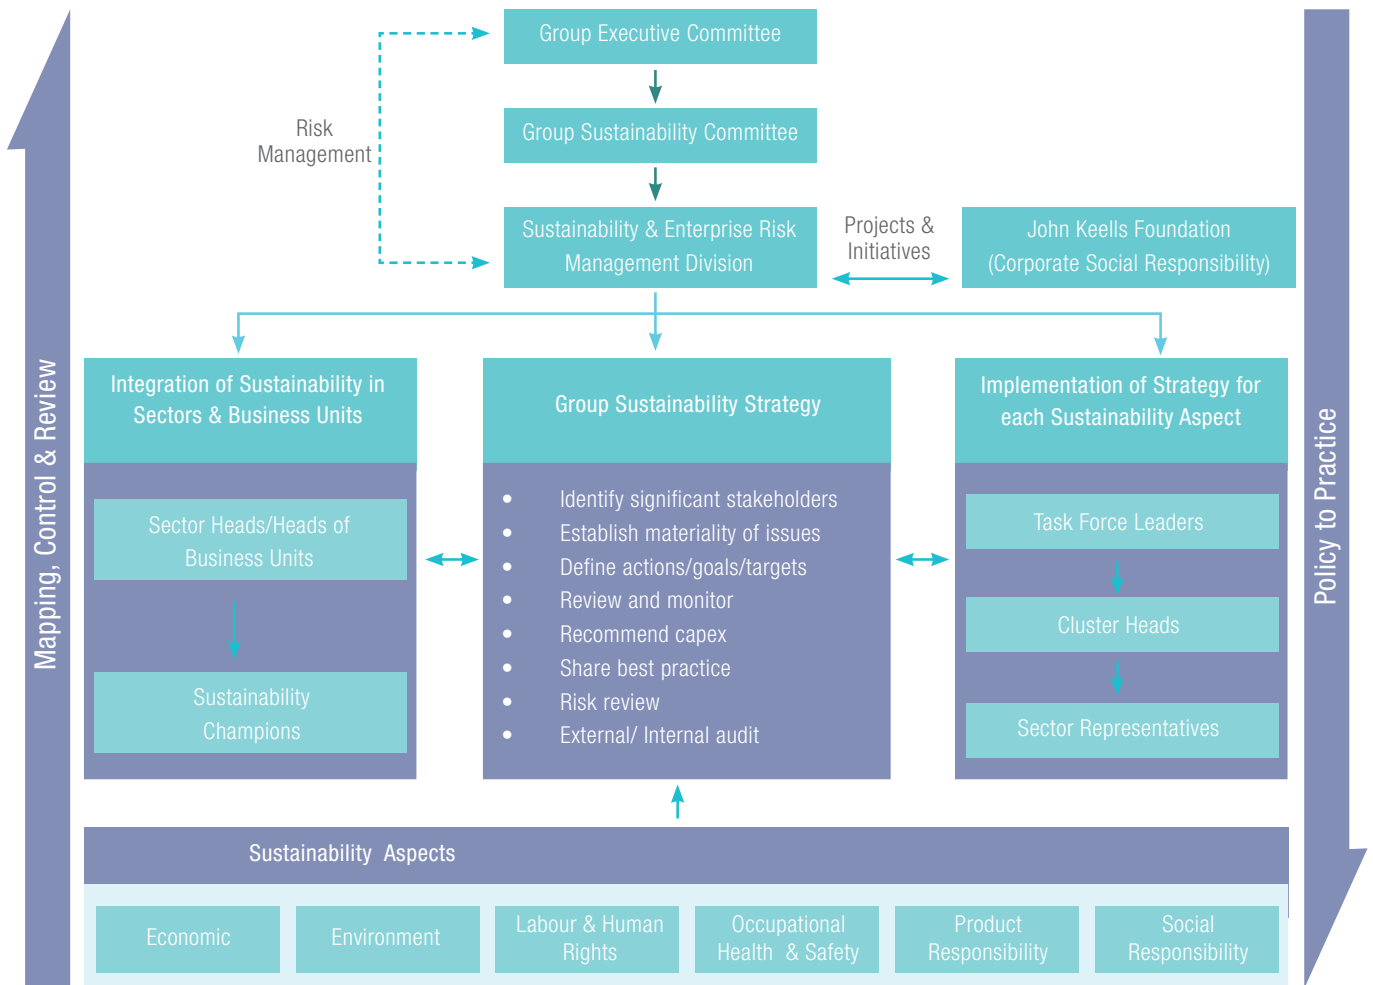 Group Executive Committee
Risk
Management
Group Sustainability Committee
Sustainability & Enterprise Risk
Management Division
Projects &
Initiatives
John Keells Foundation
(Corporate Social Responsibility)
Mapping, Control & Review
Policy to Practice
Integration of Sustainability in
Sectors & Business Units
Sector Heads/Heads of
Business Units
Sustainability
Champions
Group Sustainability Strategy
• Identify significant stakeholders
• Establish materiality of issues
• Define actions/goals/targets
• Review and monitor
• Recommend capex
• Share best practice
• Risk review
• External/ Internal audit
Implementation of Strategy for
each Sustainability Aspect
Task Force Leaders
Cluster Heads
Sector Representatives
Sustainability Aspects
Economic
Environment
Labour & Human
Rights
Occupational
Health & Safety
Product
Responsibility
Social
Responsibility